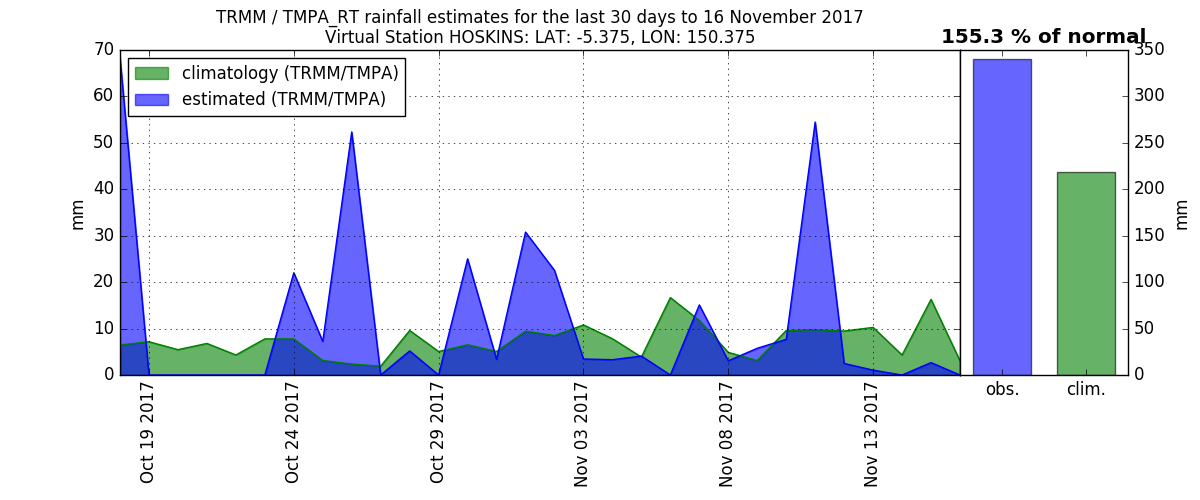 TRMM / TMPA_RT rainfall estimates for the last 30 days to 16 November 2017
Virtual Station HOSKINS: LAT: -5.375, LON: 150.375
155.3 % of normal
climatology (TRMM/TMPA)
estimated (TRMM/TMPA)
70
60
50
40
30
20
10
0
mm
350
300
250
200
150
100
50
0
mm
Oct 19 2017
Oct 24 2017
Oct 29 2017
Nov 03 2017
Nov 08 2017
Nov 13 2017
obs.
clim.